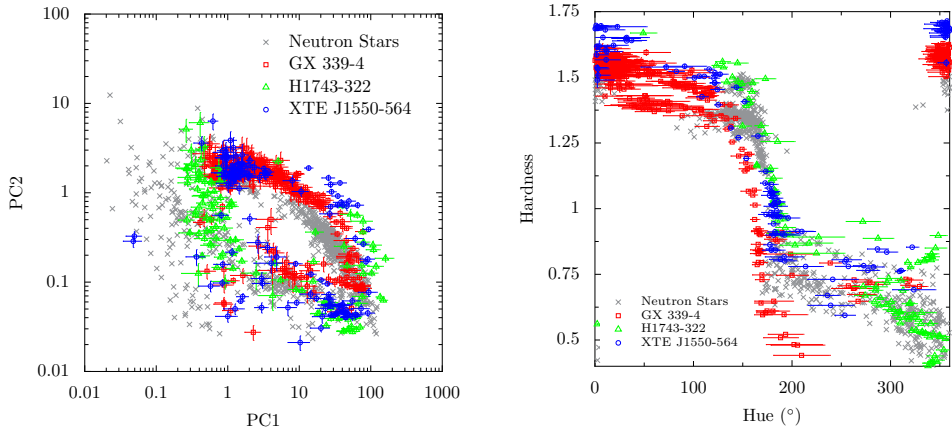 100
10
1
0.1
0.01
0.01 0.1 1 10 100 1000
PC2
PC1
Neutron Stars
GX 339-4
H1743-322
XTE J1550-564
1.75
1.5
1.25
1
0.75
0.5
0 100 200 300
Hardness
Hue (°)
Neutron Stars
GX 339-4
H1743-322
XTE J1550-564